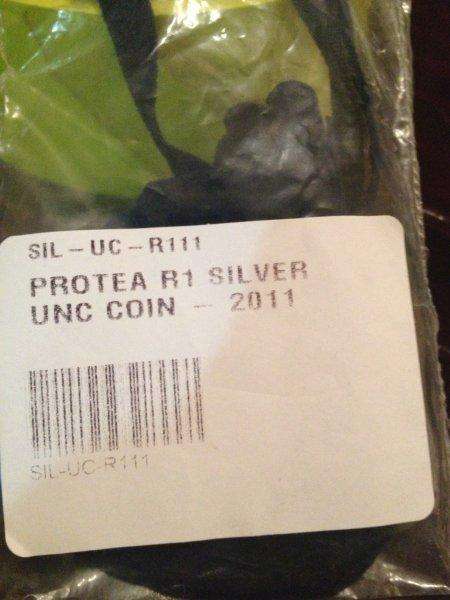 SIL-UC-R111
PROTEA R1 SILVER
UNC COIN - 2011
SIL-UC-R111